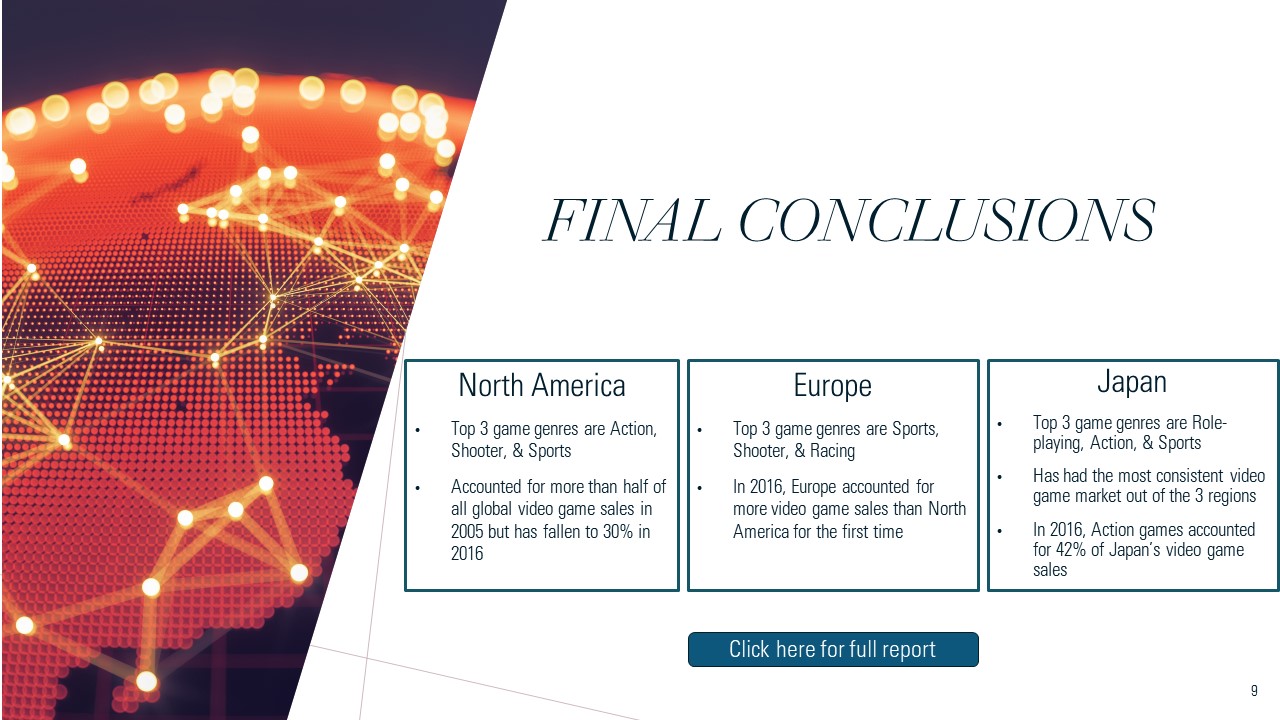 FINAL CONCLUSIONS
North America
• Top 3 game genres are Action,
Shooter, & Sports
• Accounted for more than half of
all global video game sales in
2005 but has fallen to 30% in
2016
Europe
• Top 3 game genres are Sports,
Shooter, & Racing
• In 2016, Europe accounted for
more video game sales than North
America for the first time
Japan
• Top 3 game genres are Role-
playing, Action, & Sports
• Has had the most consistent video
game market out of the 3 regions
• In 2016, Action games accounted
for 42% of Japan’s video game
sales
Click here for full report
9